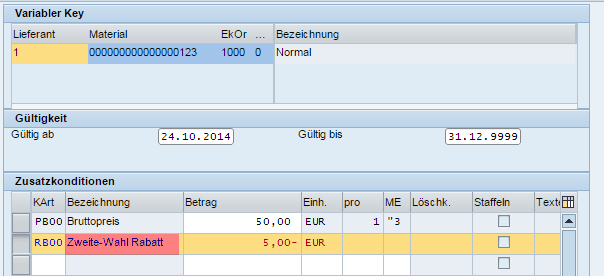 Variabler Key
Lieferant Material EkOr ... Bezeichnung
1 000000000000000123 1000 0 Normal
Gültigkeit
Gültig ab 24.10.2014 Gültig bis 31.12.9999
Zusatzkonditionen
KArt Bezeichnung Betrag Einh. pro ME Löschk. Staffeln Texte
PB00 Bruttopreis 50,00 EUR 1 "3
RB00 Zweite-Wahl Rabatt 5,00- EUR